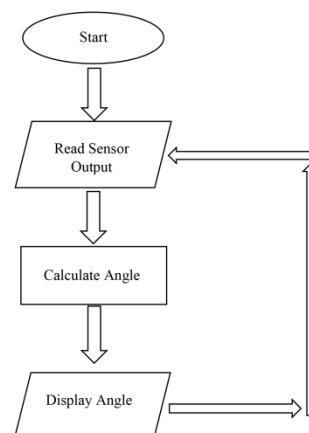 Start
Read Sensor
Output
Calculate Angle
Display Angle